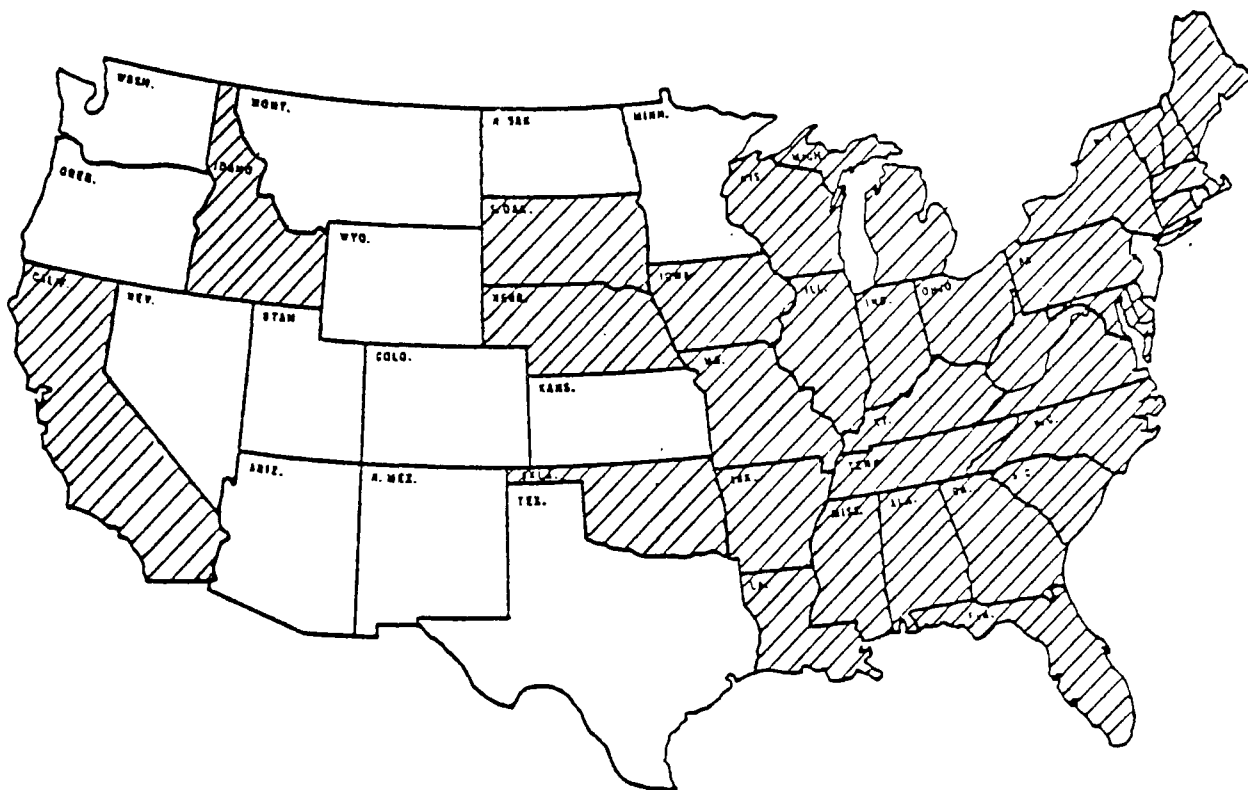 WASH.
MONT.
N. DAK
MINN.
OREG.
IDAHO
S. DAK.
WIS.
MICH
N.Y.
WYO.
CALIF.
NEV.
UTAH
NEBR.
IOWA
ILL.
IND.
OHIO
PA.
COLO.
KANS.
MO.
KY.
N.C.
ARIZ.
N. MEX.
OKLA.
TEX.
ARK.
TENN
S.C.
MISS.
ALA.
GA.
LA.
FLA.